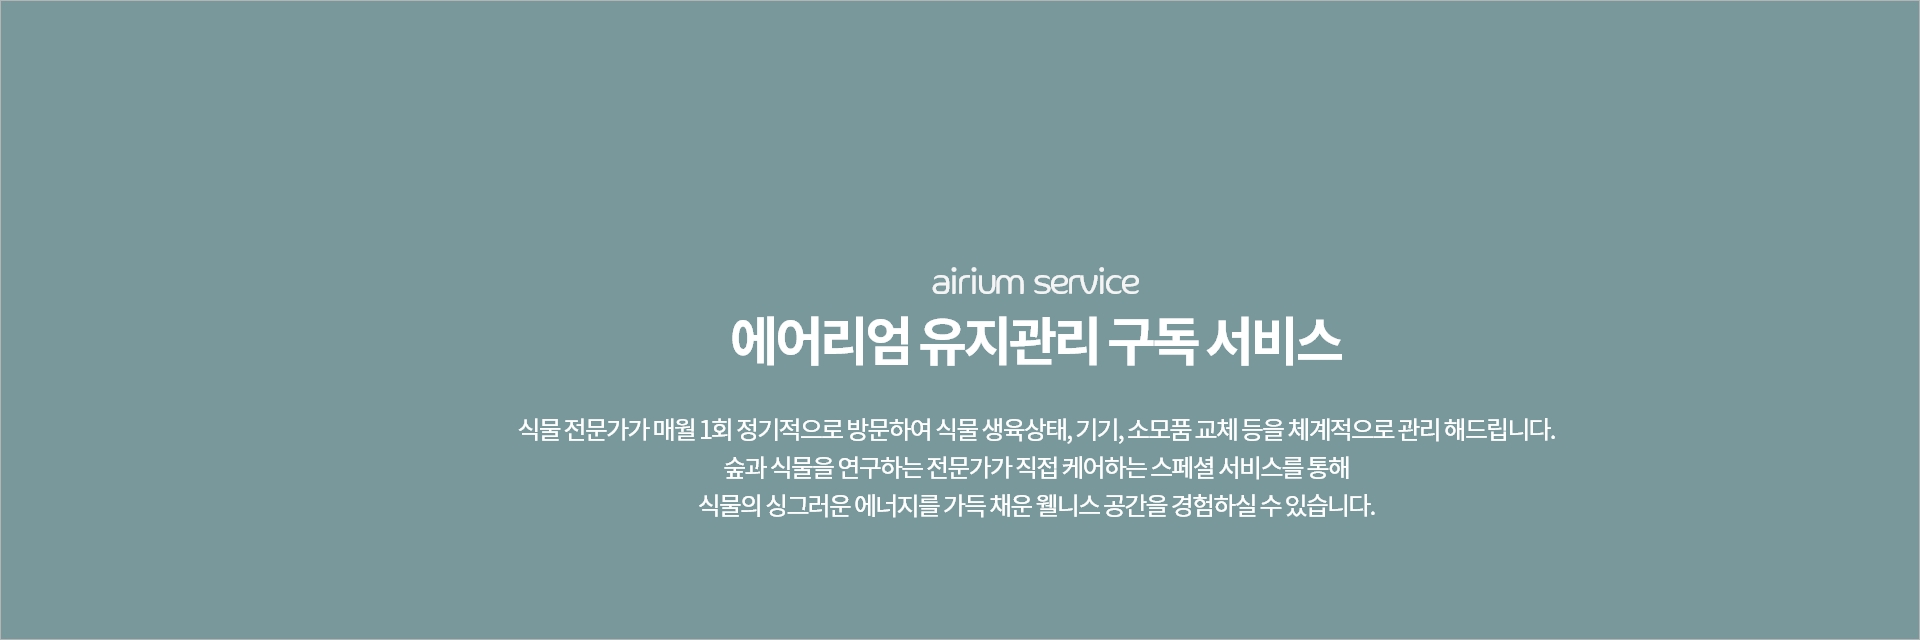 airium service
에어리엄 유지관리 구독 서비스
식물 전문가가 매월 1회 정기적으로 방문하여 식물 생육상태, 기기, 소모품 교체 등을 체계적으로 관리 해드립니다.
숲과 식물을 연구하는 전문가가 직접 케어하는 스페셜 서비스를 통해
식물의 싱그러운 에너지를 가득 채운 웰니스 공간을 경험하실 수 있습니다.